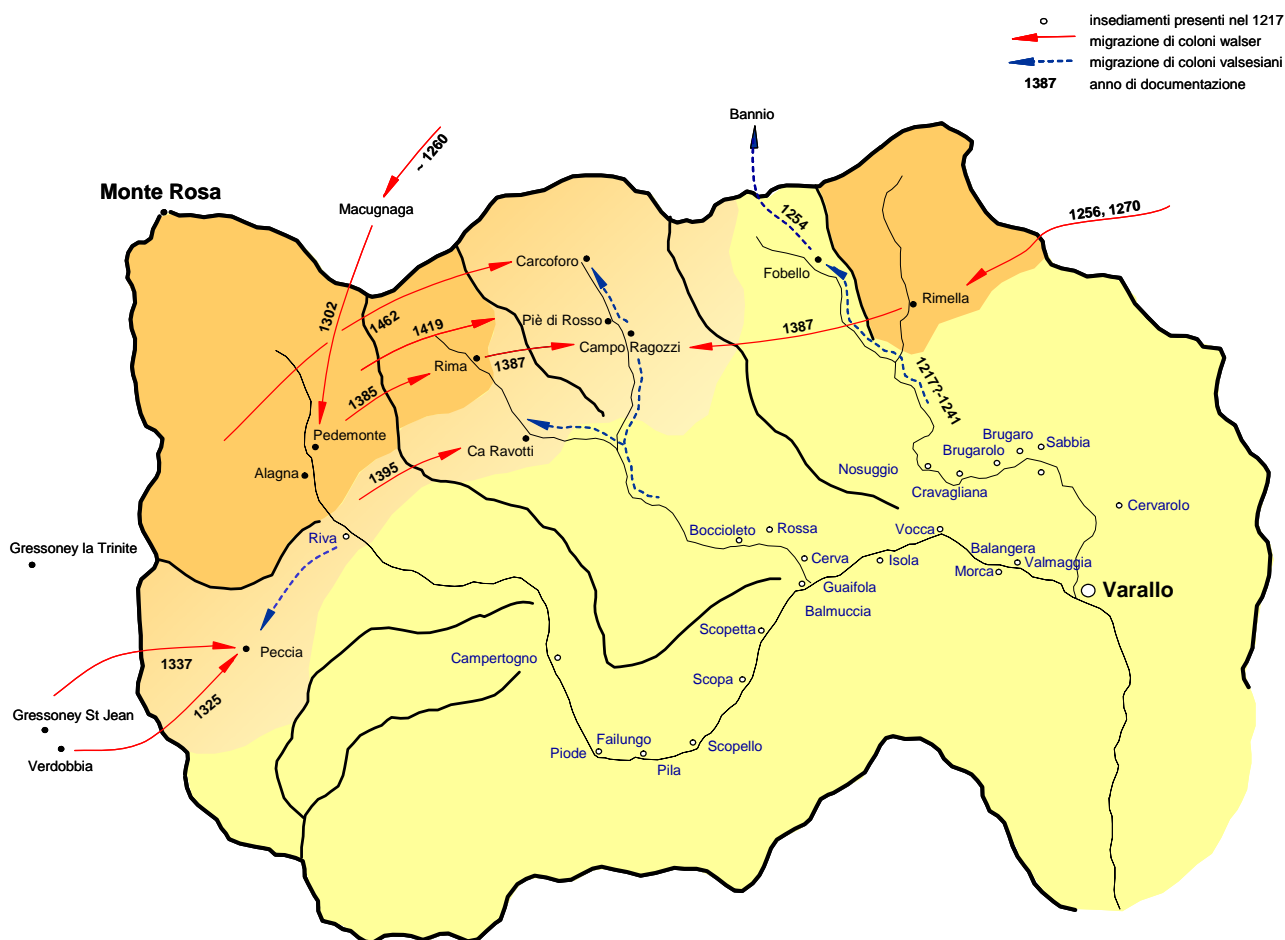 insediamenti presenti nel 1217
migrazione di coloni walser
migrazione di coloni valsesiani
1387 anno di documentazione
Bannio
~ 1260
Monte Rosa
Macugnaga
1256, 1270
1254
Carcoforo
Fobello
Rimella
1302
1462
1419
Piè di Rosso
1387
Campo Ragozzi
Rima
1387
1385
1217?-1241
Pedemonte
Ca Ravotti
Brugaro
Sabbia
Brugarolo
Alagna
1395
Nosuggio
Cravagliana
Cervarolo
Riva
Boccioleto
Rossa
Vocca
Gressoney la Trinite
Cerva
Isola
Balangera
Valmaggia
Morca
Guaifola
Varallo
Balmuccia
Scopetta
Peccia
1337
Campertogno
Scopa
1325
Gressoney St Jean
Verdobbia
Failungo
Scopello
Piode
Pila